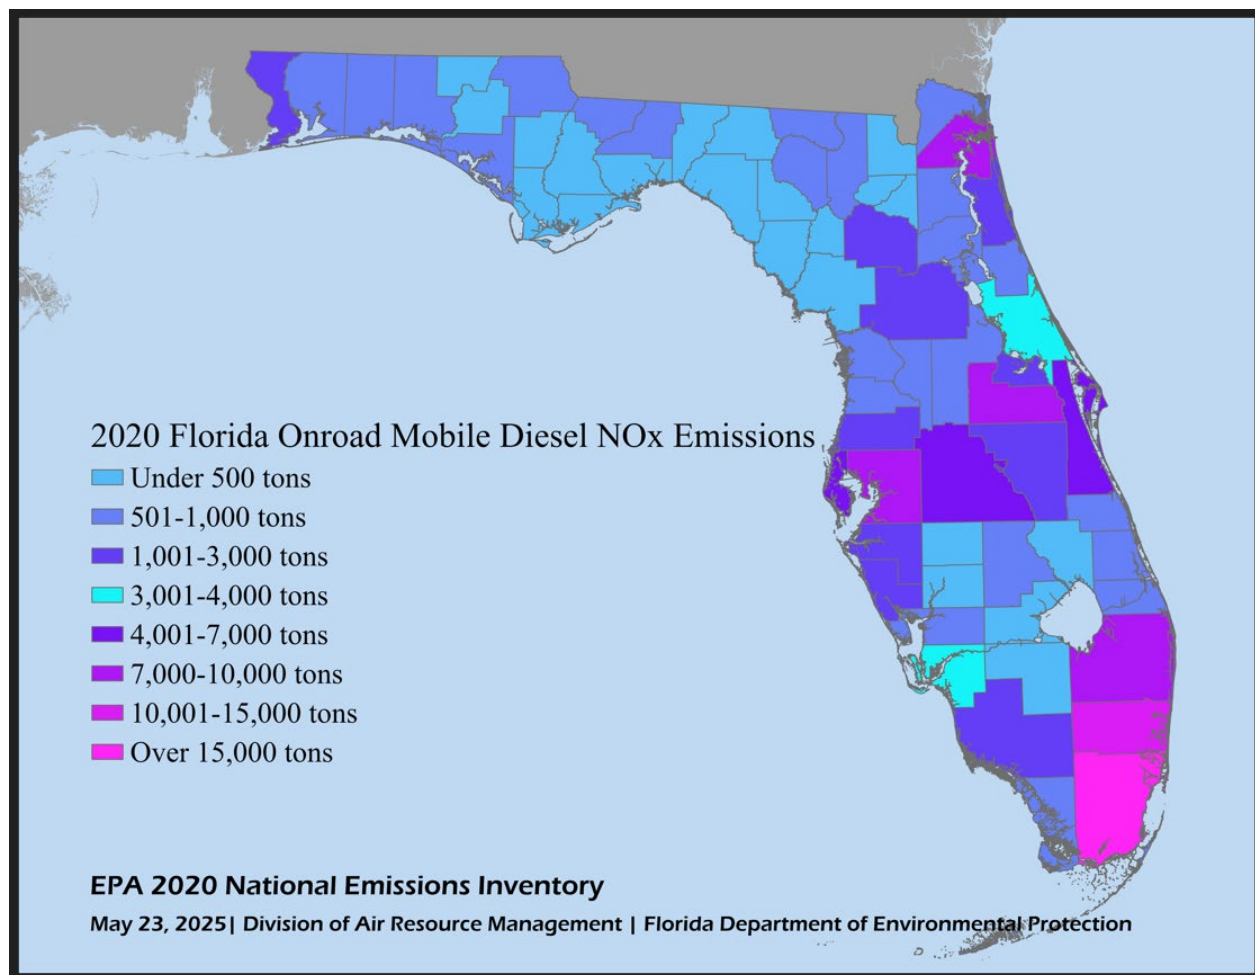 2020 Florida Onroad Mobile Diesel NOx Emissions
Under 500 tons
501-1,000 tons
1,001-3,000 tons
3,001-4,000 tons
4,001-7,000 tons
7,000-10,000 tons
10,001-15,000 tons
Over 15,000 tons
EPA 2020 National Emissions Inventory
May 23, 2025| Division of Air Resource Management | Florida Department of Environmental Protection